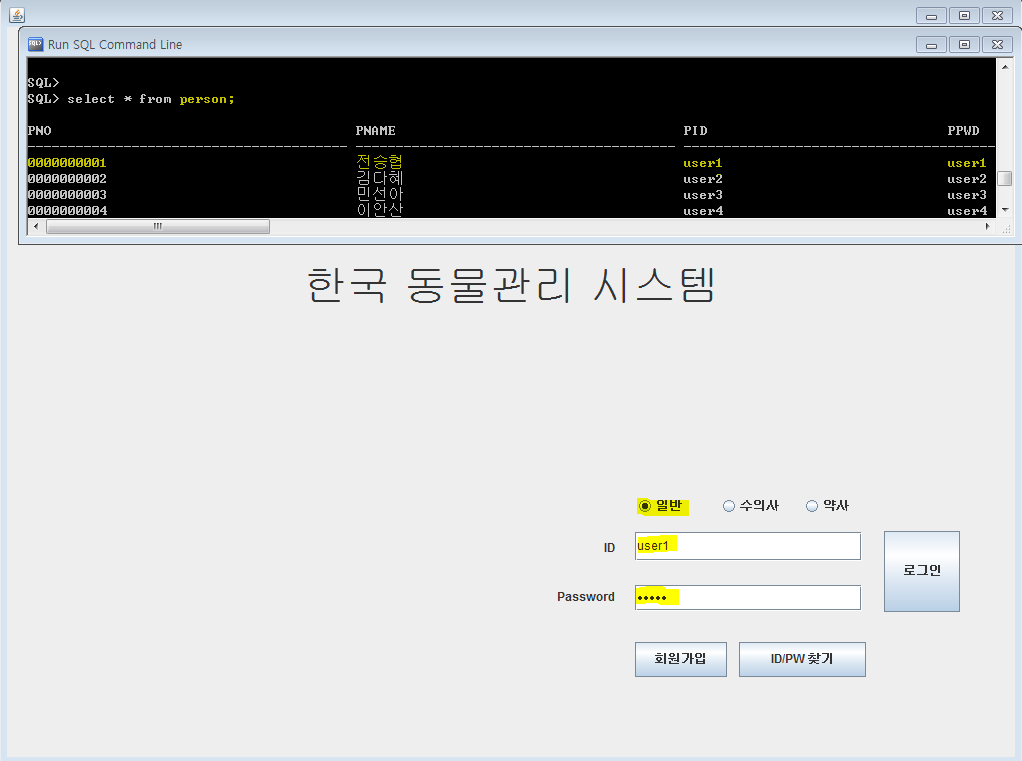 Run SQL Command Line
SQL>
SQL> select * from person;
PNO PNAME PID PPWD
0000000001 전승협 user1 user1
0000000002 김다혜 user2 user2
0000000003 민선아 user3 user3
0000000004 이안산 user4 user4
한국 동물관리 시스템
일반 수의사 약사
ID user1
로그인
Password •••••
회원가입 ID/PW 찾기